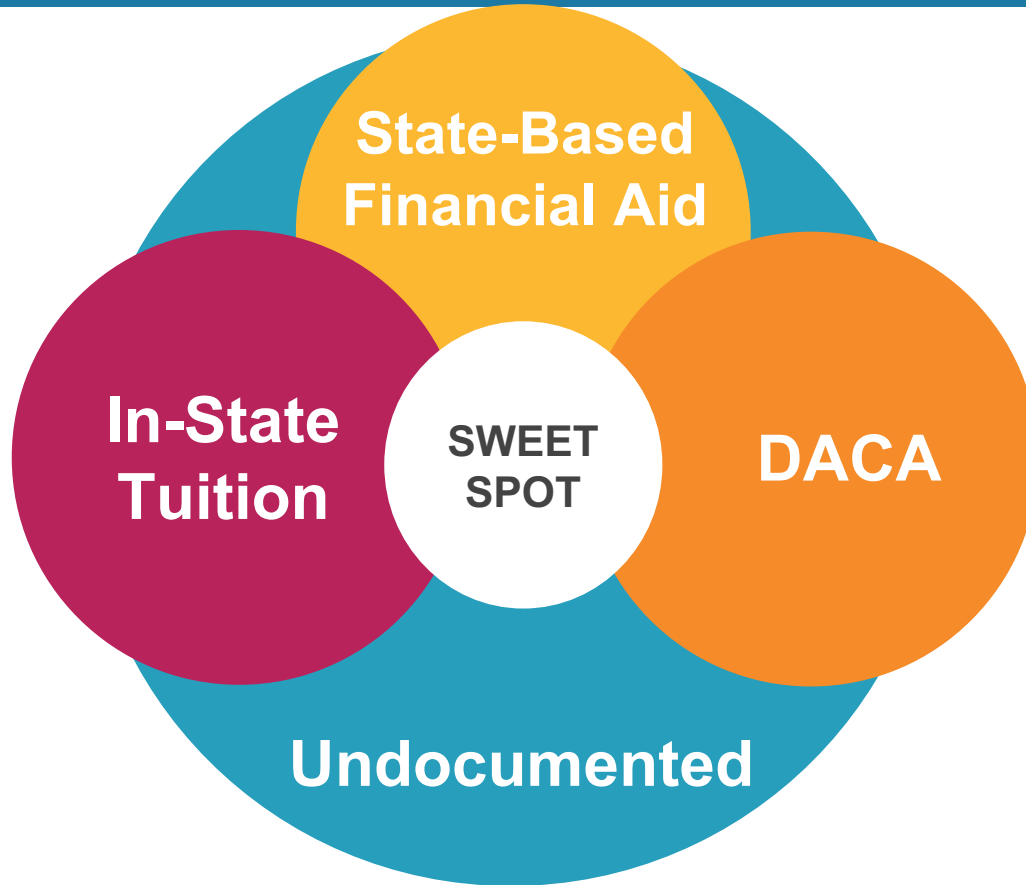 State-Based
Financial Aid
In-State
Tuition
SWEET
SPOT
DACA
Undocumented